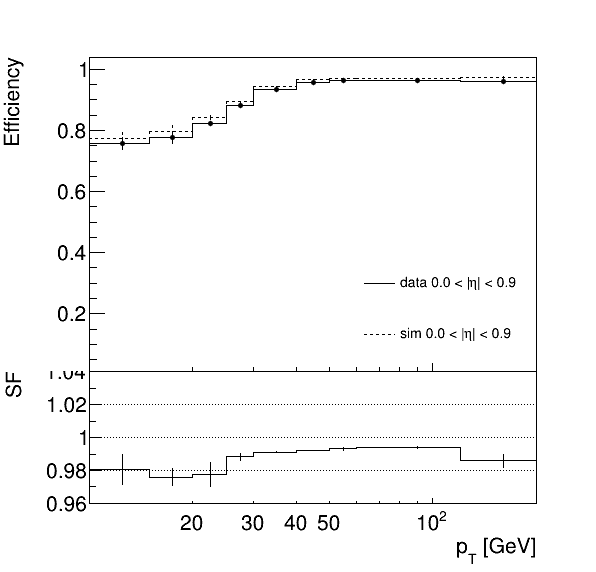 Efficiency
1
0.8
0.6
0.4
0.2
data 0.0 < |η| < 0.9
sim 0.0 < |η| < 0.9
SF
1.04
1.02
1
0.98
0.96
20 30 40 50 10²
p_T [GeV]